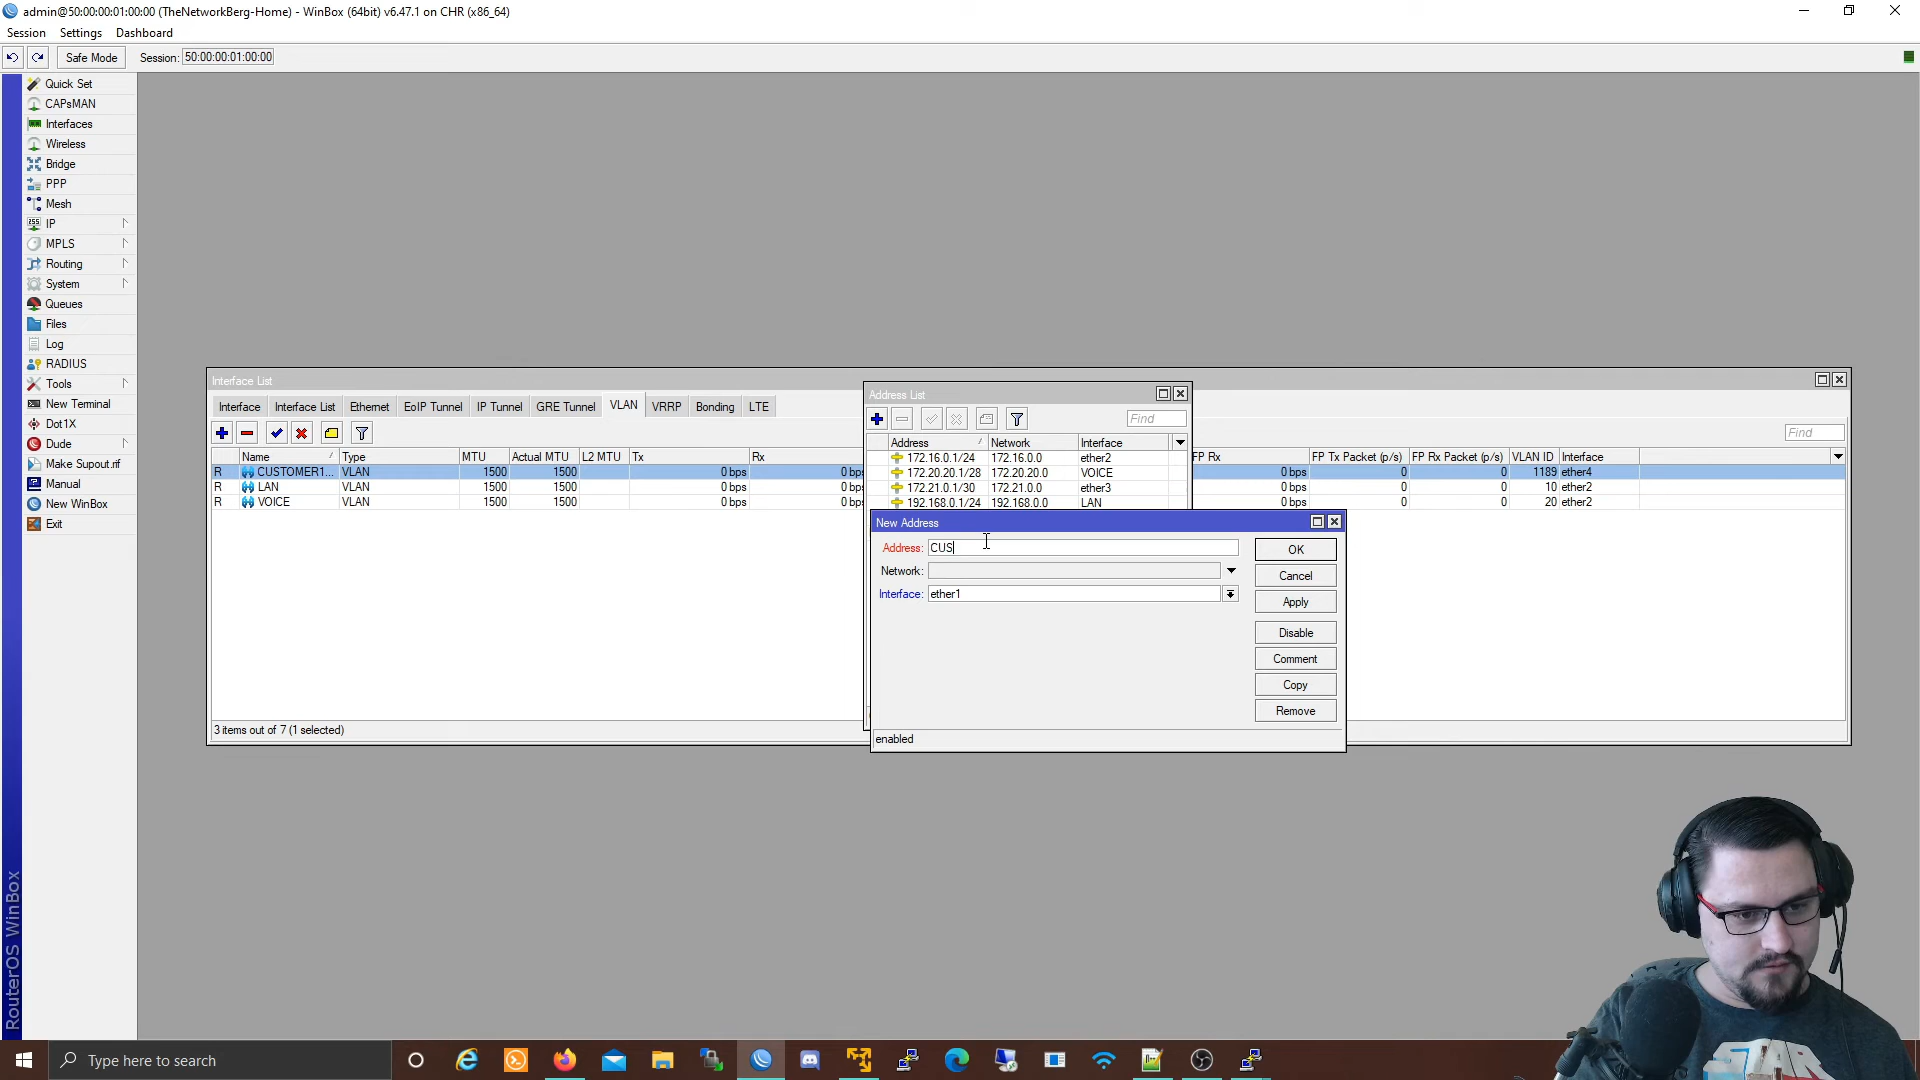 admin@50:00:00:01:00:00 (TheNetworkBerg-Home) - WinBox (64bit) v6.47.1 on CHR (x86_64)
Session Settings Dashboard
Safe Mode Session: 50:00:00:01:00:00
Quick Set
CAPsMAN
Interfaces
Wireless
Bridge
PPP
Mesh
IP
MPLS
Routing
System
Queues
Files
Log
RADIUS
Tools
New Terminal
Dot1X
Dude
Make Supout.rif
Manual
New WinBox
Exit
RouterOS WinBox
Interface List
Interface Interface List Ethernet EoIP Tunnel IP Tunnel GRE Tunnel VLAN VRRP Bonding LTE
Find
Name Type MTU Actual MTU L2 MTU Tx Rx FP Rx FP Tx Packet (p/s) FP Rx Packet (p/s) VLAN ID Interface
R CUSTOMER1... VLAN 1500 1500 0 bps 0 bps 0 bps 0 0 1189 ether4
R LAN VLAN 1500 1500 0 bps 0 bps 0 bps 0 0 10 ether2
R VOICE VLAN 1500 1500 0 bps 0 bps 0 bps 0 0 20 ether2
3 items out of 7 (1 selected)
Address List
Find
Address Network Interface
172.16.0.1/24 172.16.0.0 ether2
172.20.20.1/28 172.20.20.0 VOICE
172.21.0.1/30 172.21.0.0 ether3
192.168.0.1/24 192.168.0.0 LAN
New Address
Address: CUS
Network:
Interface: ether1
OK
Cancel
Apply
Disable
Comment
Copy
Remove
enabled
Type here to search